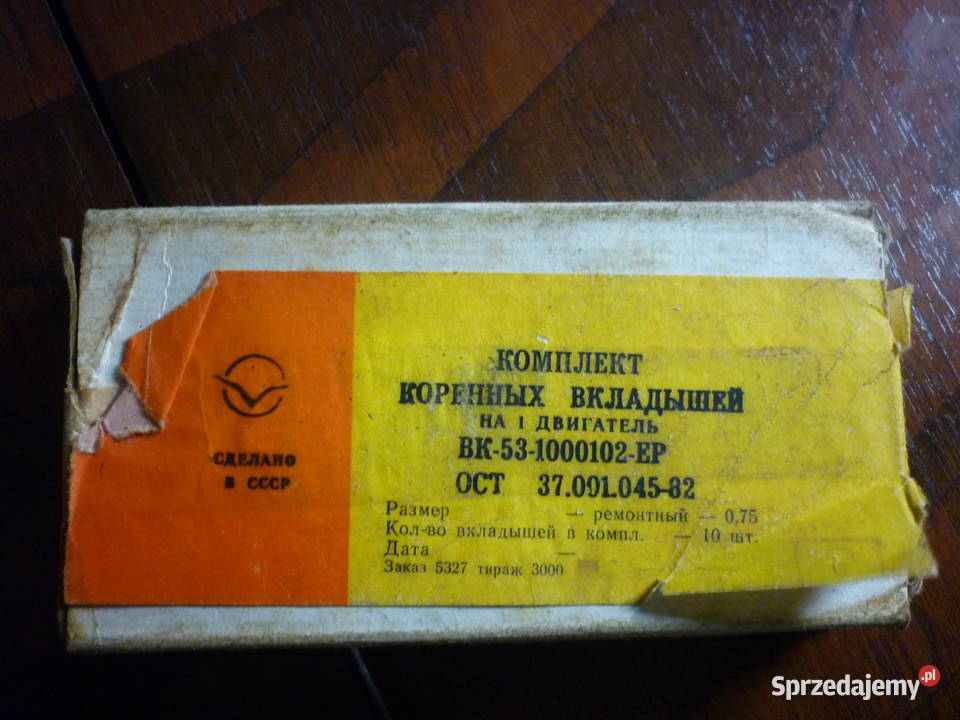 СДЕЛАНО
В СССР
КОМПЛЕКТ
КОРЕННЫХ ВКЛАДЫШЕЙ
НА 1 ДВИГАТЕЛЬ
ВК-53-1000102-ЕР
ОСТ 37.001.045-82
Размер — ремонтный — 0,75
Кол-во вкладышей в компл. — 10 шт.
Дата —
Заказ 5327 тираж 3000
Sprzedajemy.pl